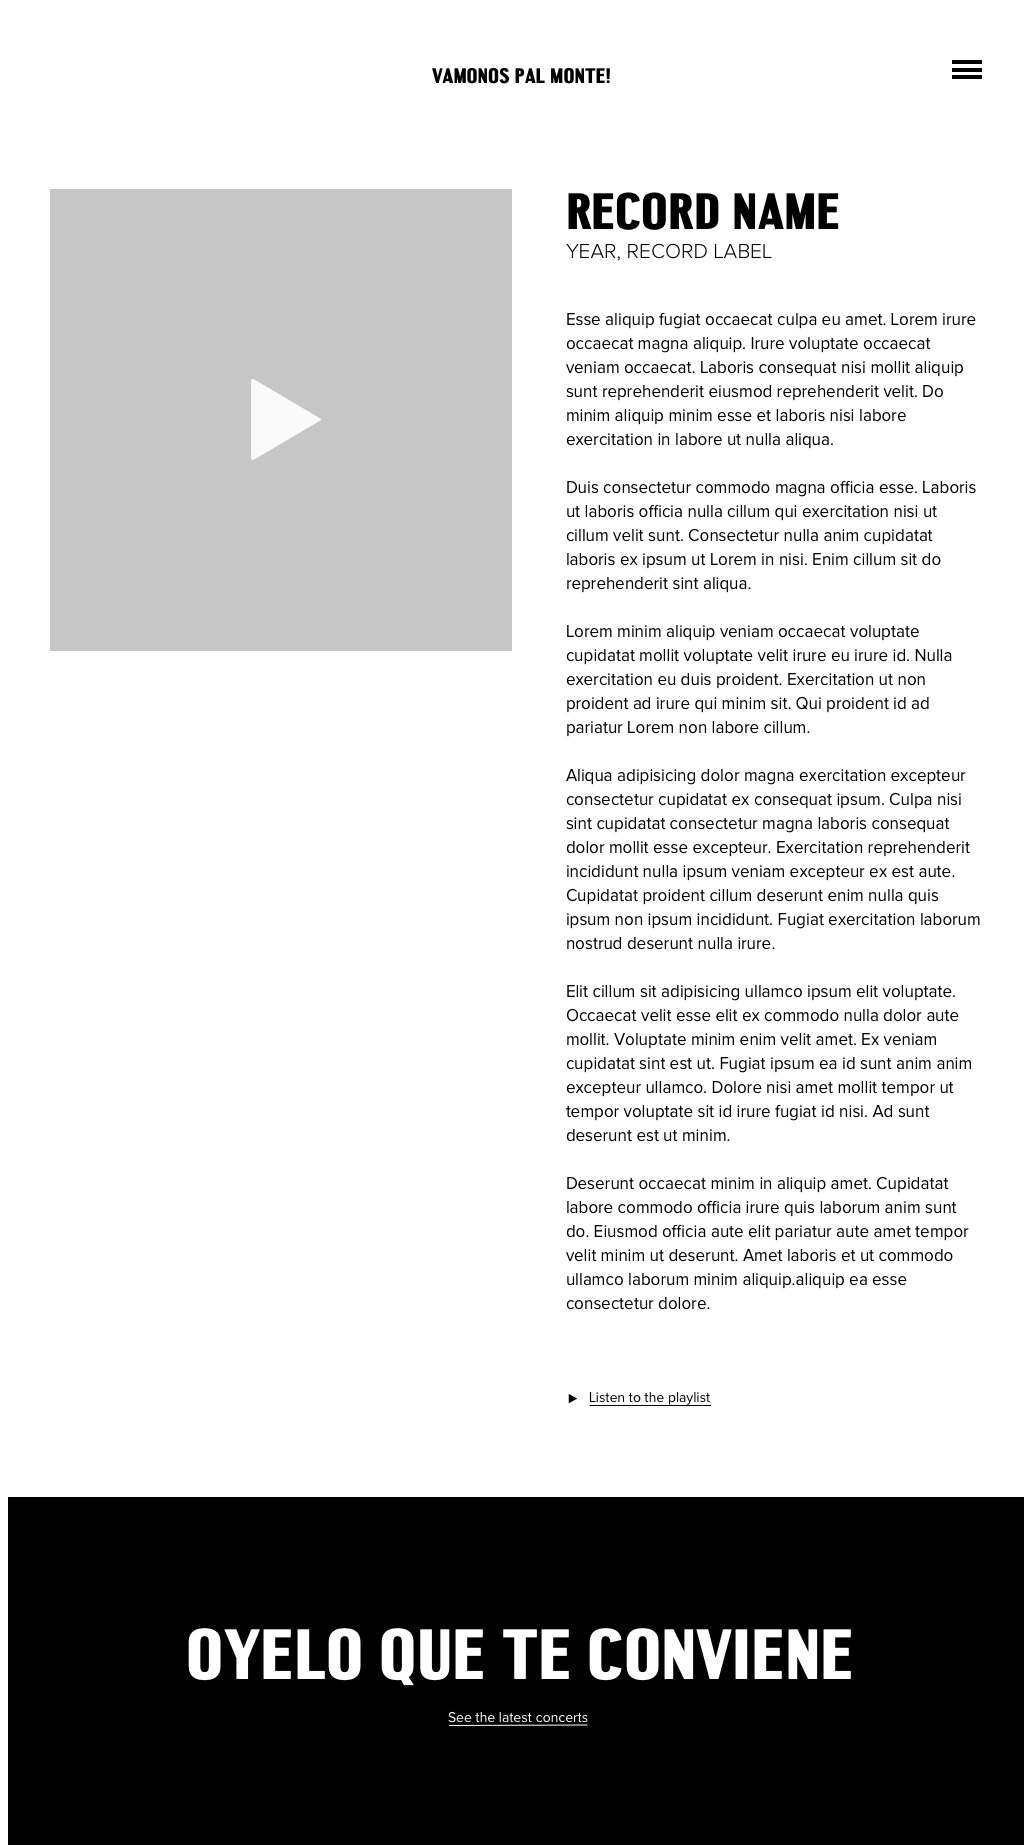 VAMONOS PAL MONTE!
RECORD NAME
YEAR, RECORD LABEL
Esse aliquip fugiat occaecat culpa eu amet. Lorem irure
occaecat magna aliquip. Irure voluptate occaecat
veniam occaecat. Laboris consequat nisi mollit aliquip
sunt reprehenderit eiusmod reprehenderit velit. Do
minim aliquip minim esse et laboris nisi labore
exercitation in labore ut nulla aliqua.
Duis consectetur commodo magna officia esse. Laboris
ut laboris officia nulla cillum qui exercitation nisi ut
cillum velit sunt. Consectetur nulla anim cupidatat
laboris ex ipsum ut Lorem in nisi. Enim cillum sit do
reprehenderit sint aliqua.
Lorem minim aliquip veniam occaecat voluptate
cupidatat mollit voluptate velit irure eu irure id. Nulla
exercitation eu duis proident. Exercitation ut non
proident ad irure qui minim sit. Qui proident id ad
pariatur Lorem non labore cillum.
Aliqua adipisicing dolor magna exercitation excepteur
consectetur cupidatat ex consequat ipsum. Culpa nisi
sint cupidatat consectetur magna laboris consequat
dolor mollit esse excepteur. Exercitation reprehenderit
incididunt nulla ipsum veniam excepteur ex est aute.
Cupidatat proident cillum deserunt enim nulla quis
ipsum non ipsum incididunt. Fugiat exercitation laborum
nostrud deserunt nulla irure.
Elit cillum sit adipisicing ullamco ipsum elit voluptate.
Occaecat velit esse elit ex commodo nulla dolor aute
mollit. Voluptate minim enim velit amet. Ex veniam
cupidatat sint est ut. Fugiat ipsum ea id sunt anim anim
excepteur ullamco. Dolore nisi amet mollit tempor ut
tempor voluptate sit id irure fugiat id nisi. Ad sunt
deserunt est ut minim.
Deserunt occaecat minim in aliquip amet. Cupidatat
labore commodo officia irure quis laborum anim sunt
do. Eiusmod officia aute elit pariatur aute amet tempor
velit minim ut deserunt. Amet laboris et ut commodo
ullamco laborum minim aliquip.aliquip ea esse
consectetur dolore.
Listen to the playlist
OYELO QUE TE CONVIENE
See the latest concerts